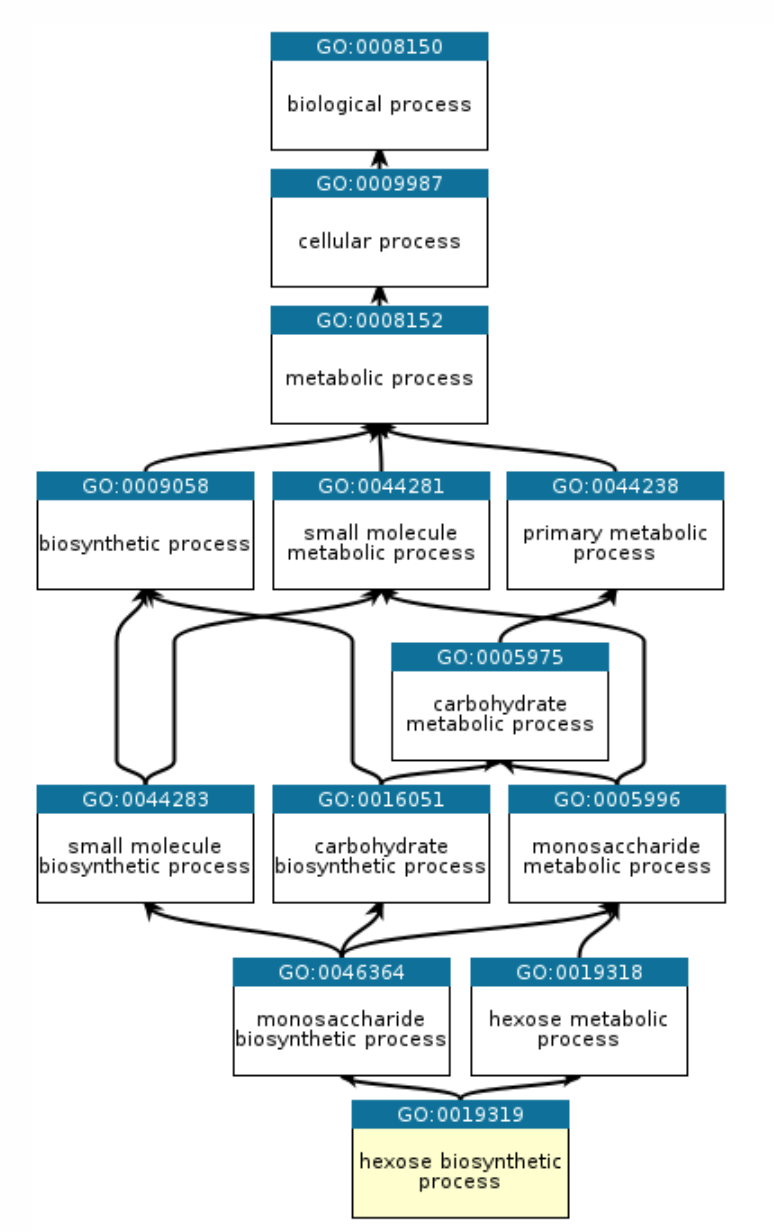 GO:0008150
biological process
GO:0009987
cellular process
GO:0008152
metabolic process
GO:0009058
biosynthetic process
GO:0044281
small molecule
metabolic process
GO:0044238
primary metabolic
process
GO:0005975
carbohydrate
metabolic process
GO:0044283
small molecule
biosynthetic process
GO:0016051
carbohydrate
biosynthetic process
GO:0005996
monosaccharide
metabolic process
GO:0046364
monosaccharide
biosynthetic process
GO:0019318
hexose metabolic
process
GO:0019319
hexose biosynthetic
process